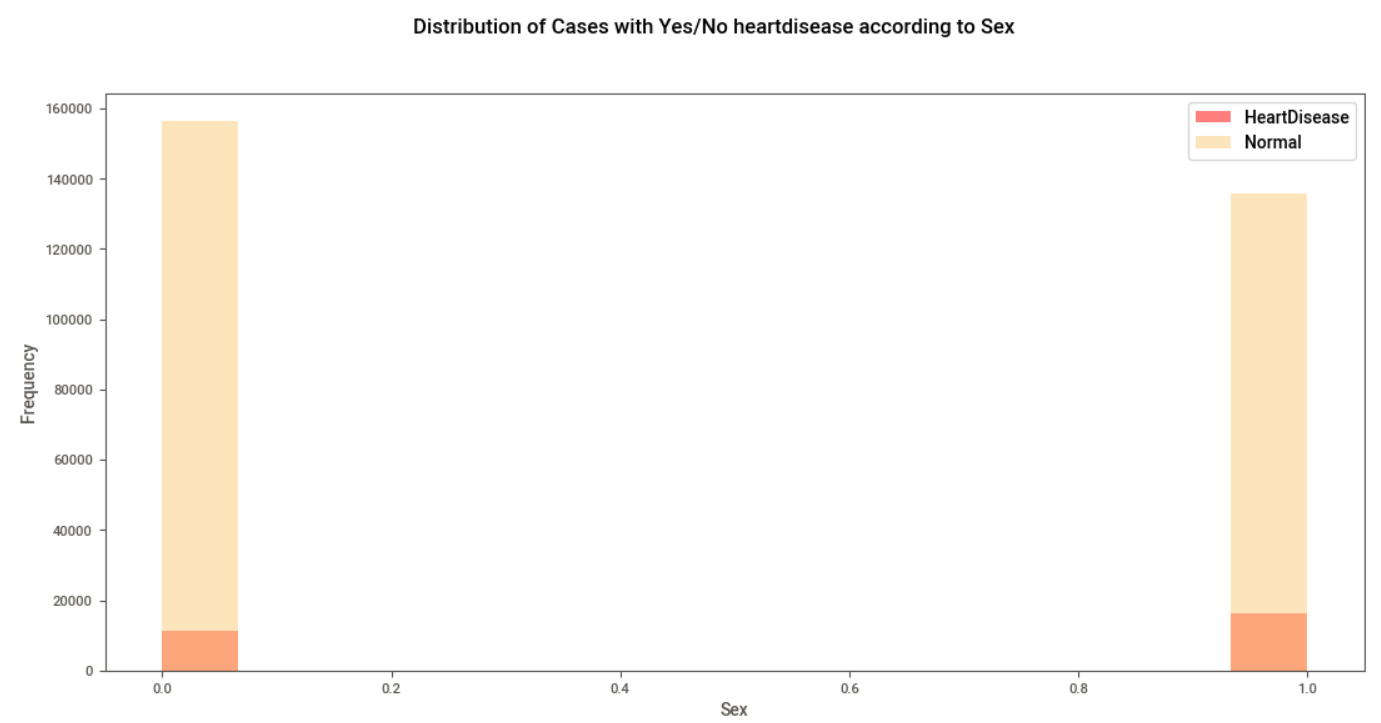 Distribution of Cases with Yes/No heartdisease according to Sex
HeartDisease
Normal
Frequency
160000
140000
120000
100000
80000
60000
40000
20000
0
0.0 0.2 0.4 0.6 0.8 1.0
Sex